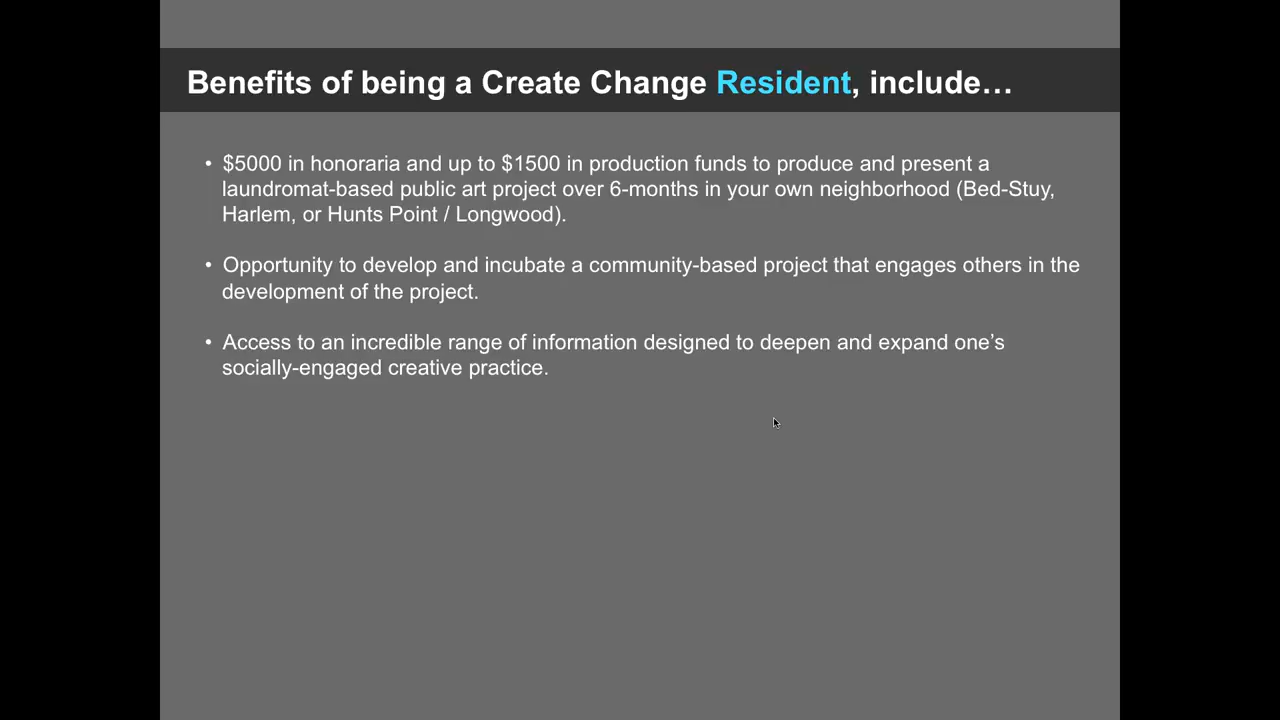 Benefits of being a Create Change Resident, include…
• $5000 in honoraria and up to $1500 in production funds to produce and present a
laundromat-based public art project over 6-months in your own neighborhood (Bed-Stuy,
Harlem, or Hunts Point / Longwood).
• Opportunity to develop and incubate a community-based project that engages others in the
development of the project.
• Access to an incredible range of information designed to deepen and expand one’s
socially-engaged creative practice.